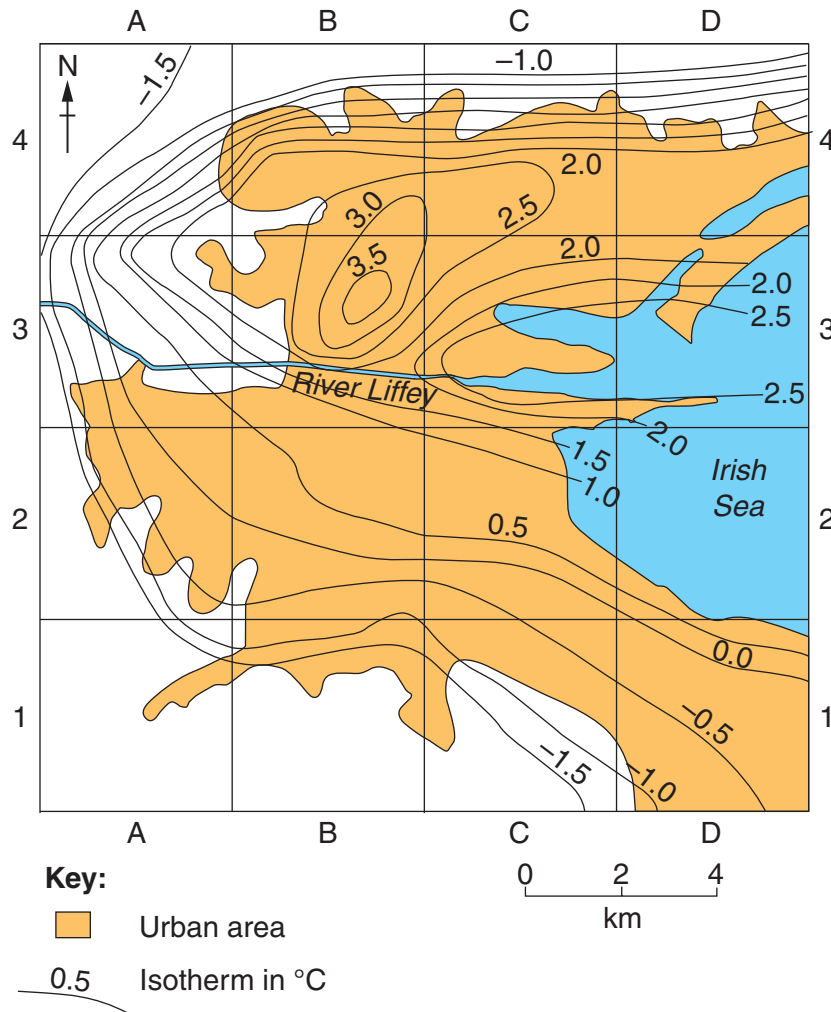 A B C D
N
–1.5
–1.0
4 4
2.0
3.0
2.5
3.5
2.0
2.0
2.5
3 3
River Liffey
2.5
2.0
1.5
1.0
Irish
Sea
2 2
0.5
0.0
–0.5
1 1
–1.5
–1.0
A B C D
Key:
0 2 4
km
Urban area
0.5 Isotherm in °C